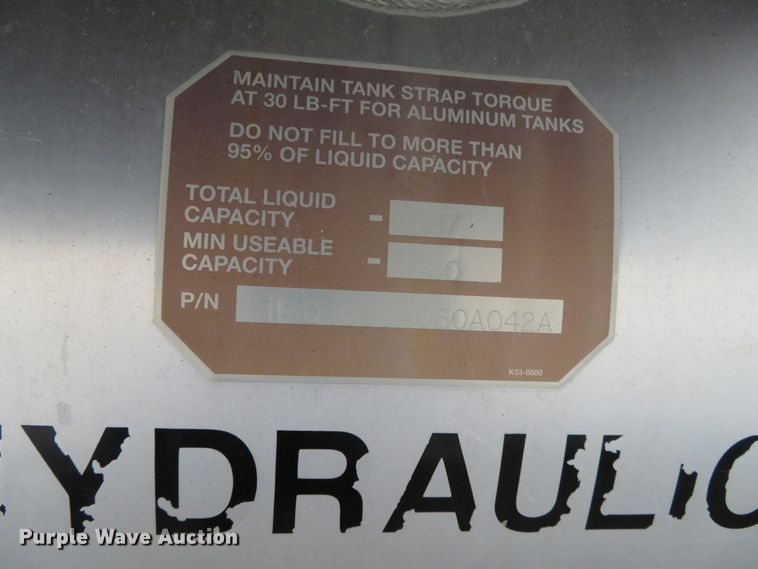 MAINTAIN TANK STRAP TORQUE
AT 30 LB-FT FOR ALUMINUM TANKS
DO NOT FILL TO MORE THAN
95% OF LIQUID CAPACITY
TOTAL LIQUID
CAPACITY -
MIN USEABLE
CAPACITY -
P/N
K53-6000
YDRAULIC
Purple Wave Auction